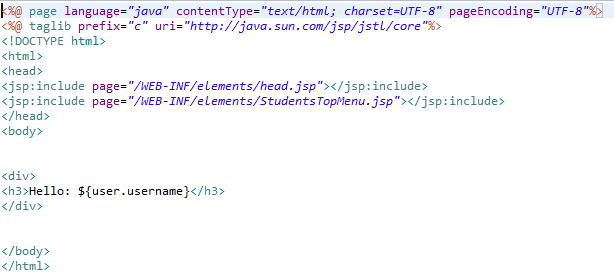 <%@ page language="java" contentType="text/html; charset=UTF-8" pageEncoding="UTF-8"%>
<%@ taglib prefix="c" uri="http://java.sun.com/jsp/jstl/core"%>
<!DOCTYPE html>
<html>
<head>
<jsp:include page="/WEB-INF/elements/head.jsp"></jsp:include>
<jsp:include page="/WEB-INF/elements/StudentsTopMenu.jsp"></jsp:include>
</head>
<body>
<div>
<h3>Hello: ${user.username}</h3>
</div>
</body>
</html>